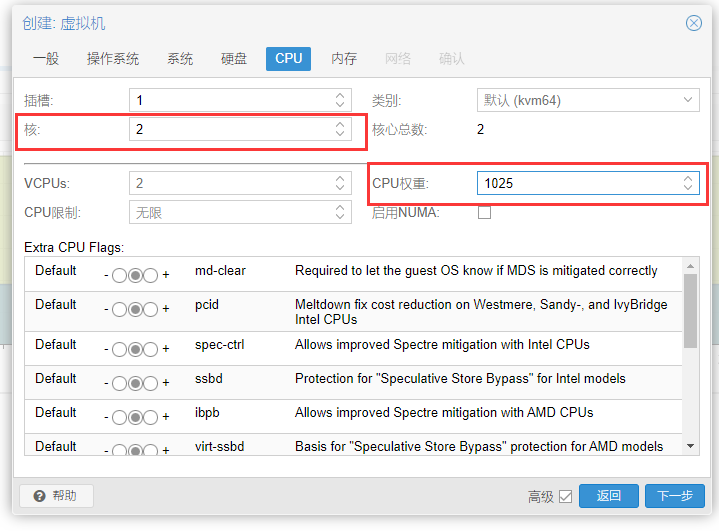 创建: 虚拟机
一般 操作系统 系统 硬盘 CPU 内存 网络 确认
插槽: 1 类别: 默认 (kvm64)
核: 2 核心总数: 2
VCPUs: 2 CPU权重: 1025
CPU限制: 无限 启用NUMA:
Extra CPU Flags:
Default - + md-clear Required to let the guest OS know if MDS is mitigated correctly
Default - + pcid Meltdown fix cost reduction on Westmere, Sandy-, and IvyBridge
Intel CPUs
Default - + spec-ctrl Allows improved Spectre mitigation with Intel CPUs
Default - + ssbd Protection for "Speculative Store Bypass" for Intel models
Default - + ibpb Allows improved Spectre mitigation with AMD CPUs
Default - + virt-ssbd Basis for "Speculative Store Bypass" protection for AMD models
帮助 高级 返回 下一步